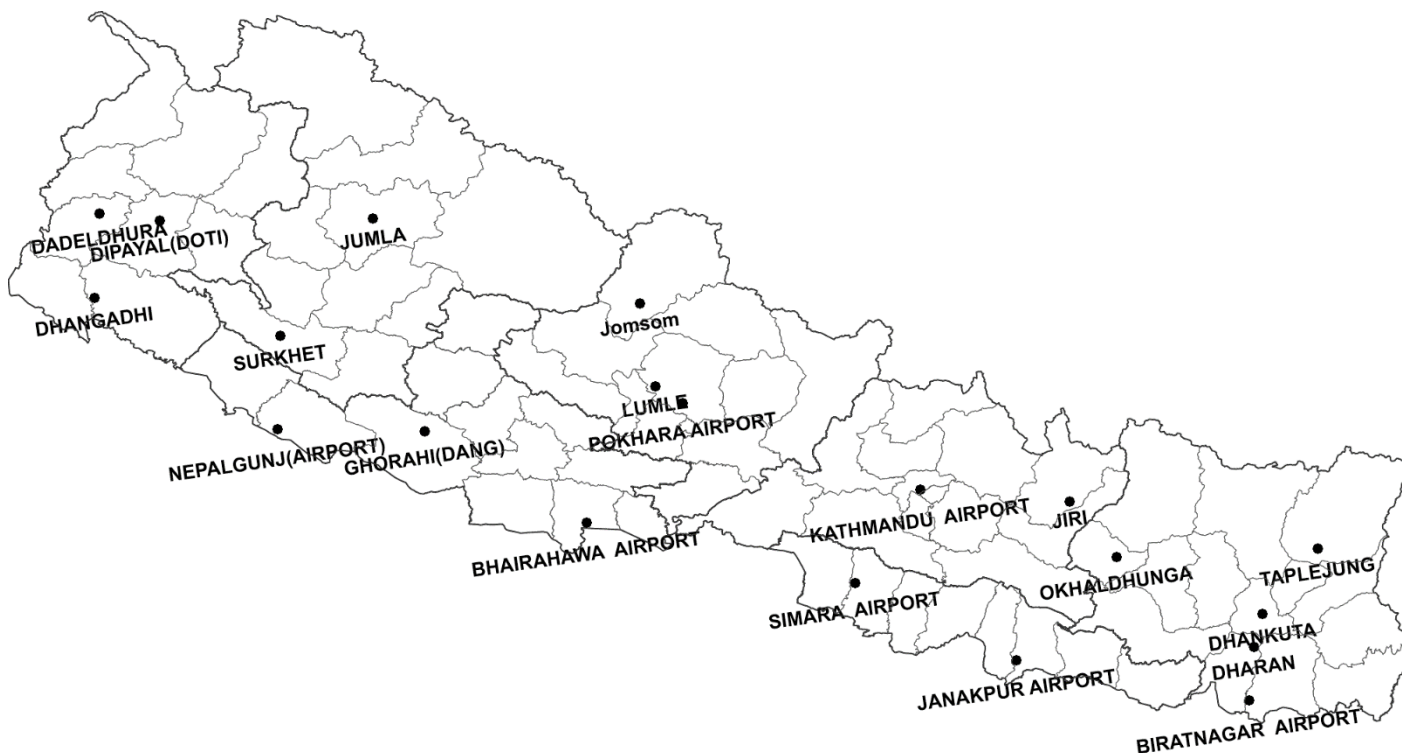 DADELDHURA
DIPAYAL(DOTI)
JUMLA
DHANGADHI
Jomsom
SURKHET
LUMLE
POKHARA AIRPORT
NEPALGUNJ(AIRPORT)
GHORAHI(DANG)
KATHMANDU AIRPORT
JIRI
BHAIRAHAWA AIRPORT
OKHALDHUNGA
TAPLEJUNG
SIMARA AIRPORT
DHANKUTA
DHARAN
JANAKPUR AIRPORT
BIRATNAGAR AIRPORT